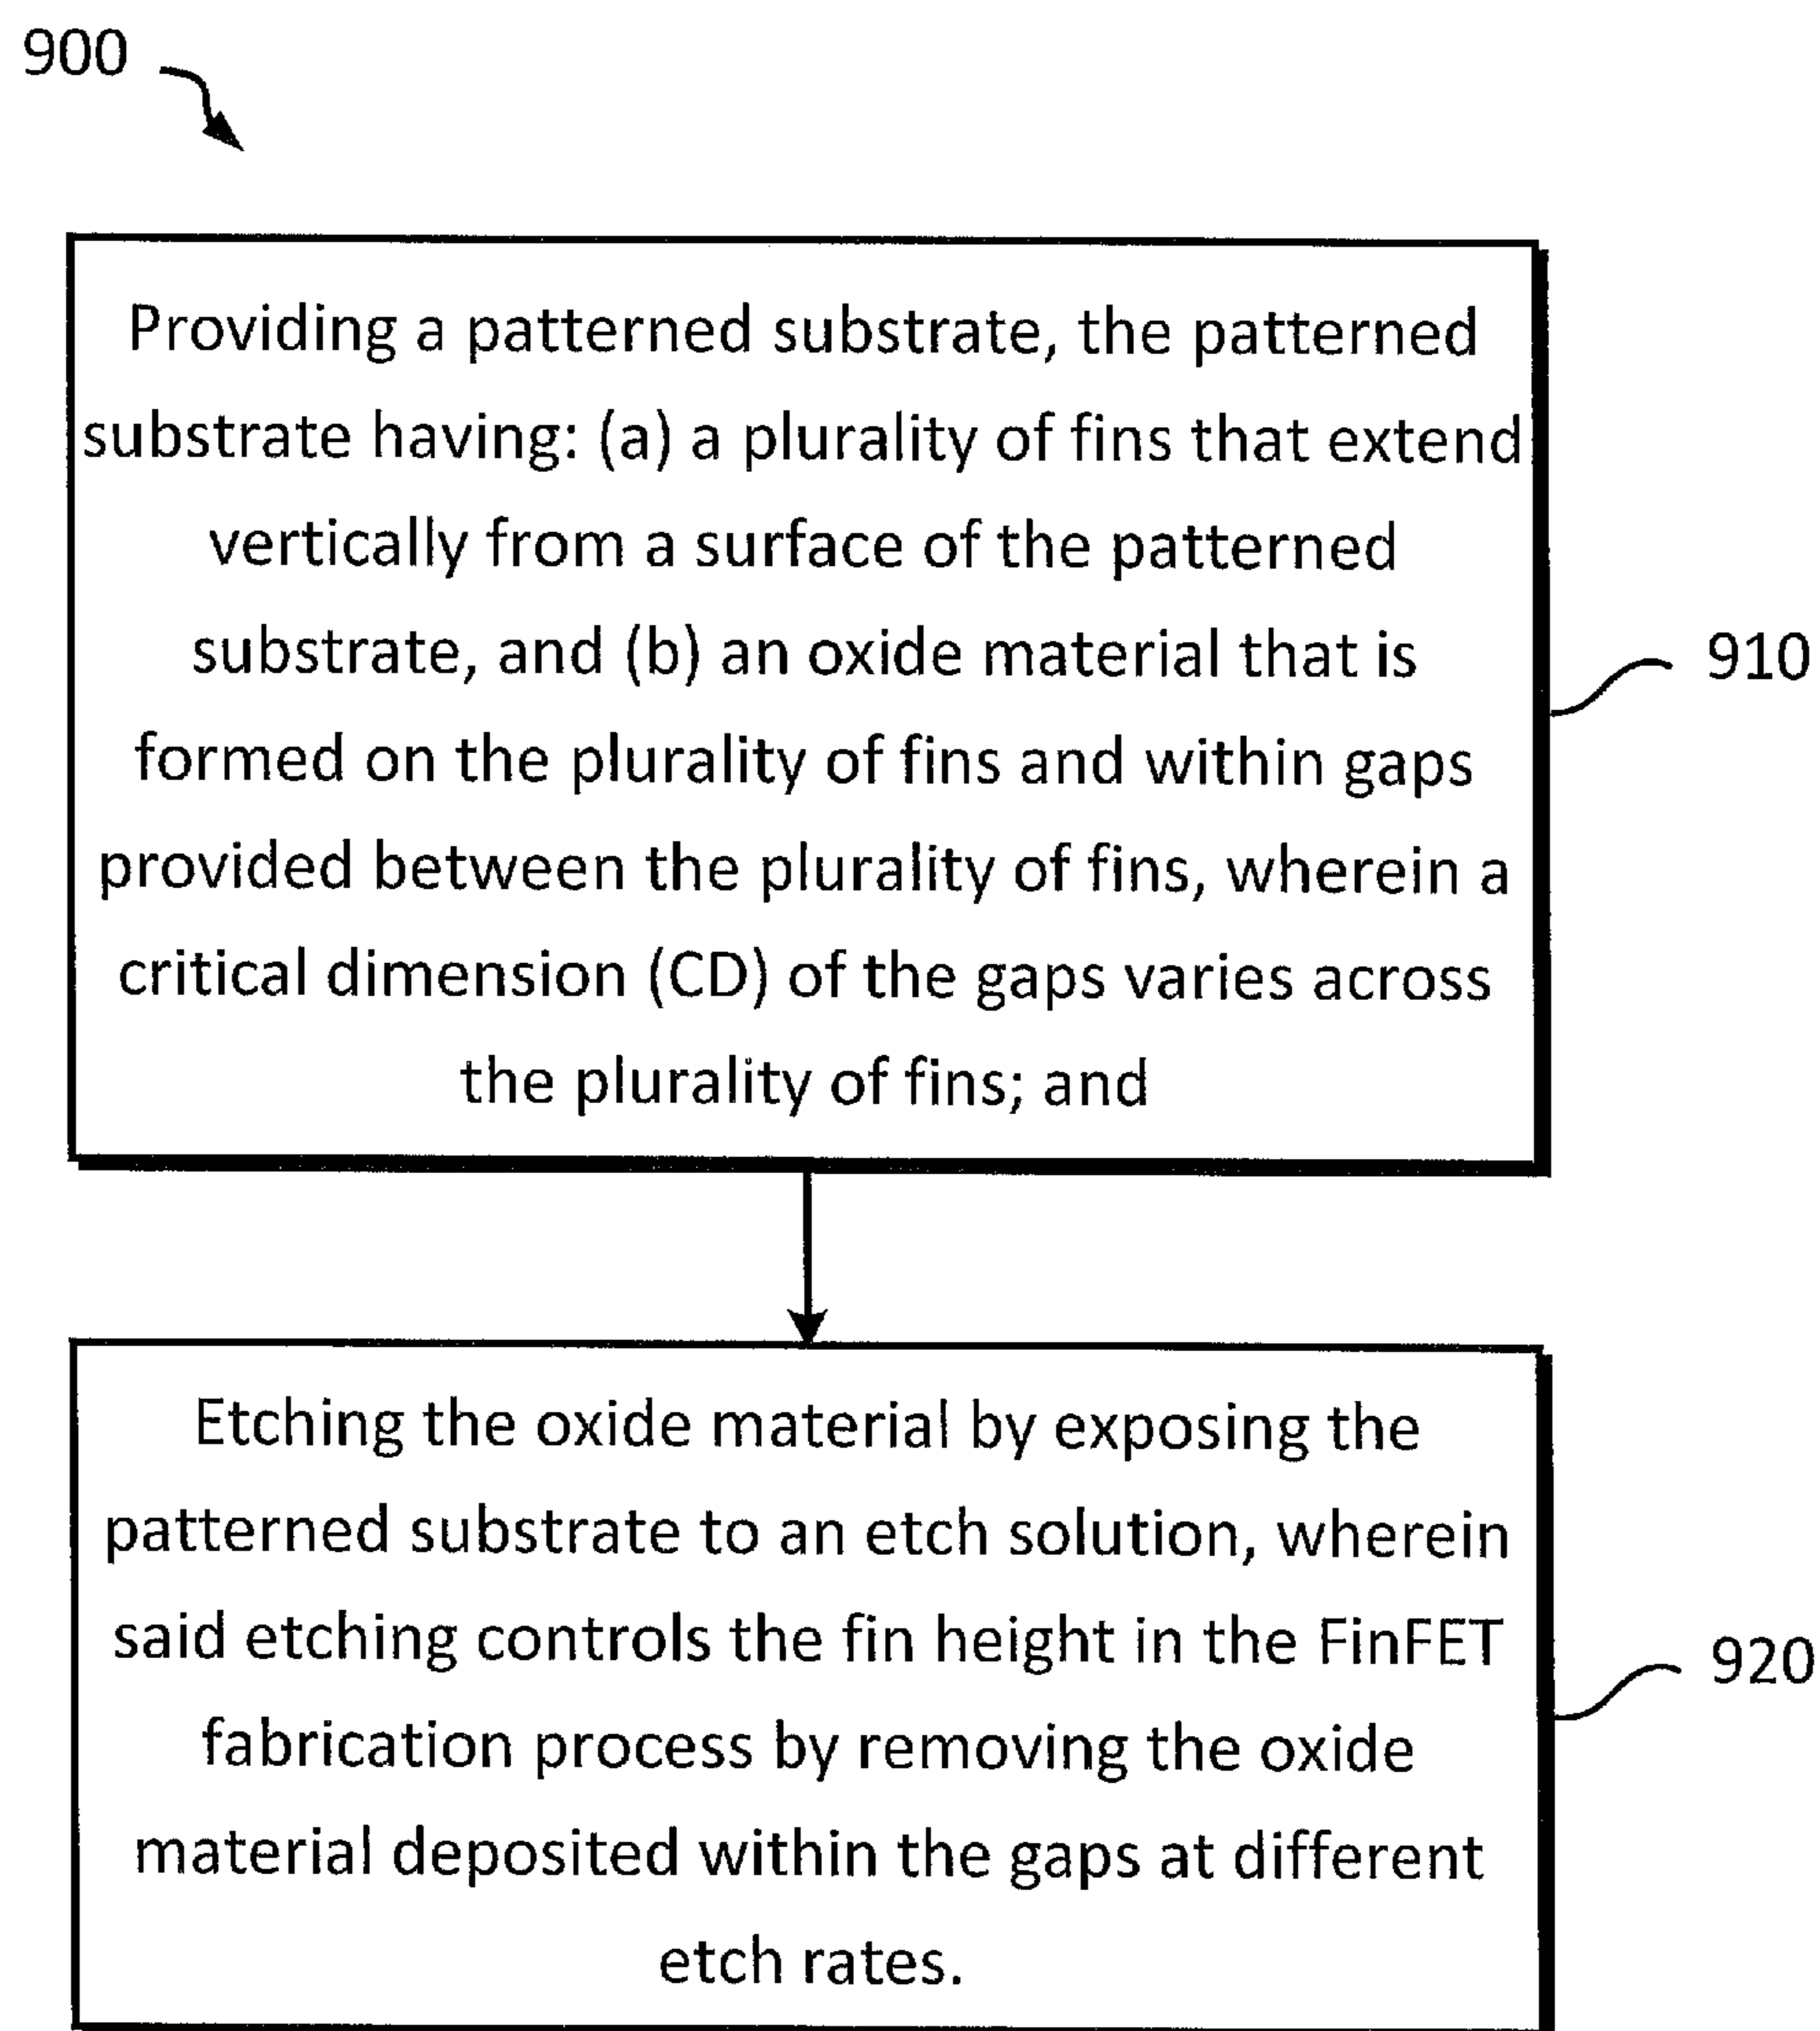 900
Providing a patterned substrate, the patterned
substrate having: (a) a plurality of fins that extend
vertically from a surface of the patterned
substrate, and (b) an oxide material that is
formed on the plurality of fins and within gaps
provided between the plurality of fins, wherein a
critical dimension (CD) of the gaps varies across
the plurality of fins; and
910
Etching the oxide material by exposing the
patterned substrate to an etch solution, wherein
said etching controls the fin height in the FinFET
fabrication process by removing the oxide
material deposited within the gaps at different
etch rates.
920